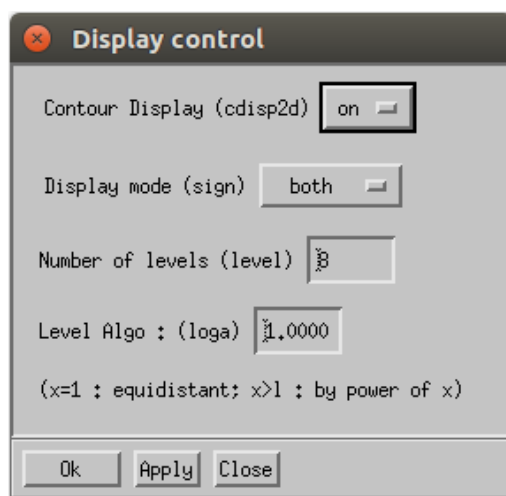 Display control
Contour Display (cdisp2d) on
Display mode (sign) both
Number of levels (level) 8
Level Algo : (loga) 1.0000
(x=1 : equidistant; x>1 : by power of x)
Ok Apply Close